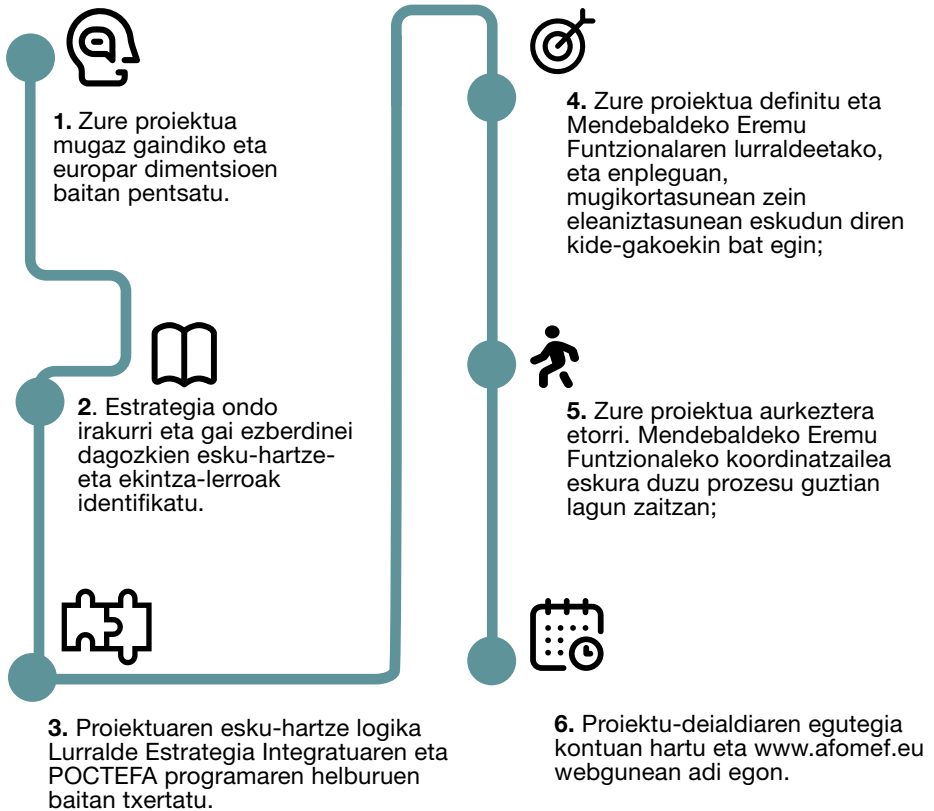 1. Zure proiektua
mugaz gaindiko eta
europar dimentsioen
baitan pentsatu.
2. Estrategia ondo
irakurri eta gai ezberdinei
dagozkien esku-hartze-
eta ekintza-lerroak
identifikatu.
3. Proiektuaren esku-hartze logika
Lurralde Estrategia Integratuaren eta
POCTEFA programaren helburuen
baitan txertatu.
4. Zure proiektua definitu eta
Mendebaldeko Eremu
Funtzionalaren lurraldeetako,
eta enpleguan,
mugikortasunean zein
eleaniztasunean eskudun diren
kide-gakoekin bat egin;
5. Zure proiektua aurkeztera
etorri. Mendebaldeko Eremu
Funtzionaleko koordinatzailea
eskura duzu prozesu guztian
lagun zaitzan;
6. Proiektu-deialdiaren egutegia
kontuan hartu eta www.afomef.eu
webgunean adi egon.